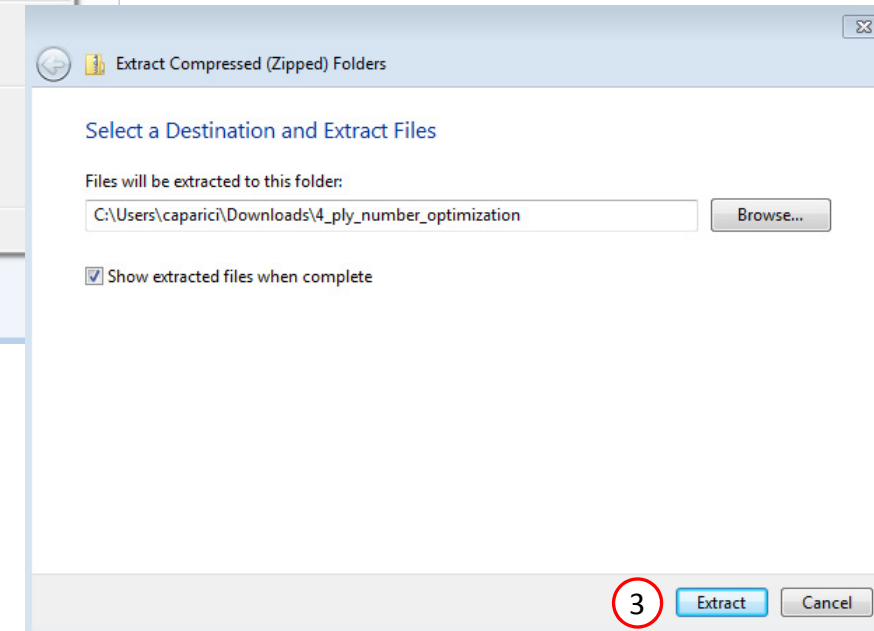 Extract Compressed (Zipped) Folders
Select a Destination and Extract Files
Files will be extracted to this folder:
C:\Users\caparici\Downloads\4_ply_number_optimization
Browse...
Show extracted files when complete
3
Extract
Cancel